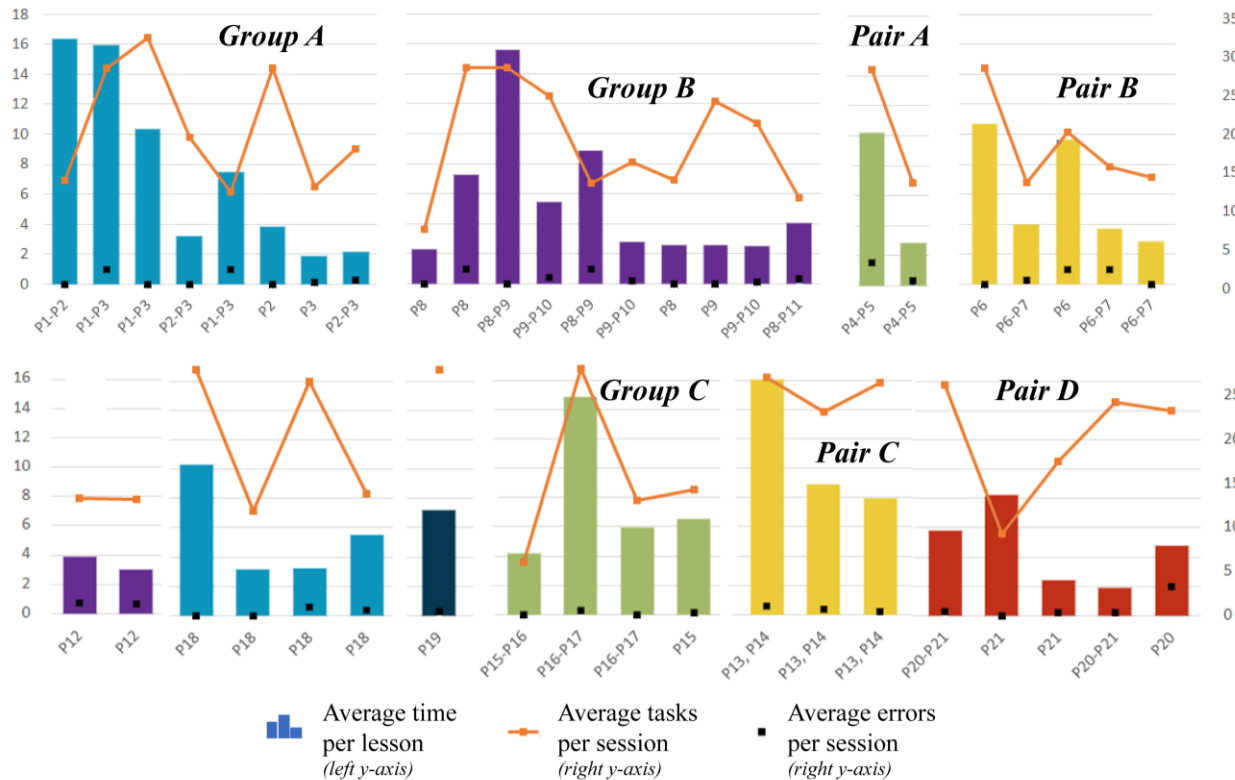 18
16
14
12
10
8
6
4
2
0
Group A
Group B
Pair A
Pair B
35
30
25
20
15
10
5
0
P1-P2
P1-P3
P1-P3
P2-P3
P1-P3
P2
P3
P2-P3
P8
P8
P8-P9
P9-P10
P8-P9
P9-P10
P8
P9
P9-P10
P8-P11
P4-P5
P4-P5
P6
P6-P7
P6
P6-P7
P6-P7
16
14
12
10
8
6
4
2
0
Group C
Pair C
Pair D
25
20
15
10
5
0
P12
P12
P18
P18
P18
P18
P19
P15-P16
P16-P17
P16-P17
P15
P13, P14
P13, P14
P13, P14
P20-P21
P21
P21
P20-P21
P20
Average time
per lesson
(left y-axis)
Average tasks
per session
(right y-axis)
Average errors
per session
(right y-axis)